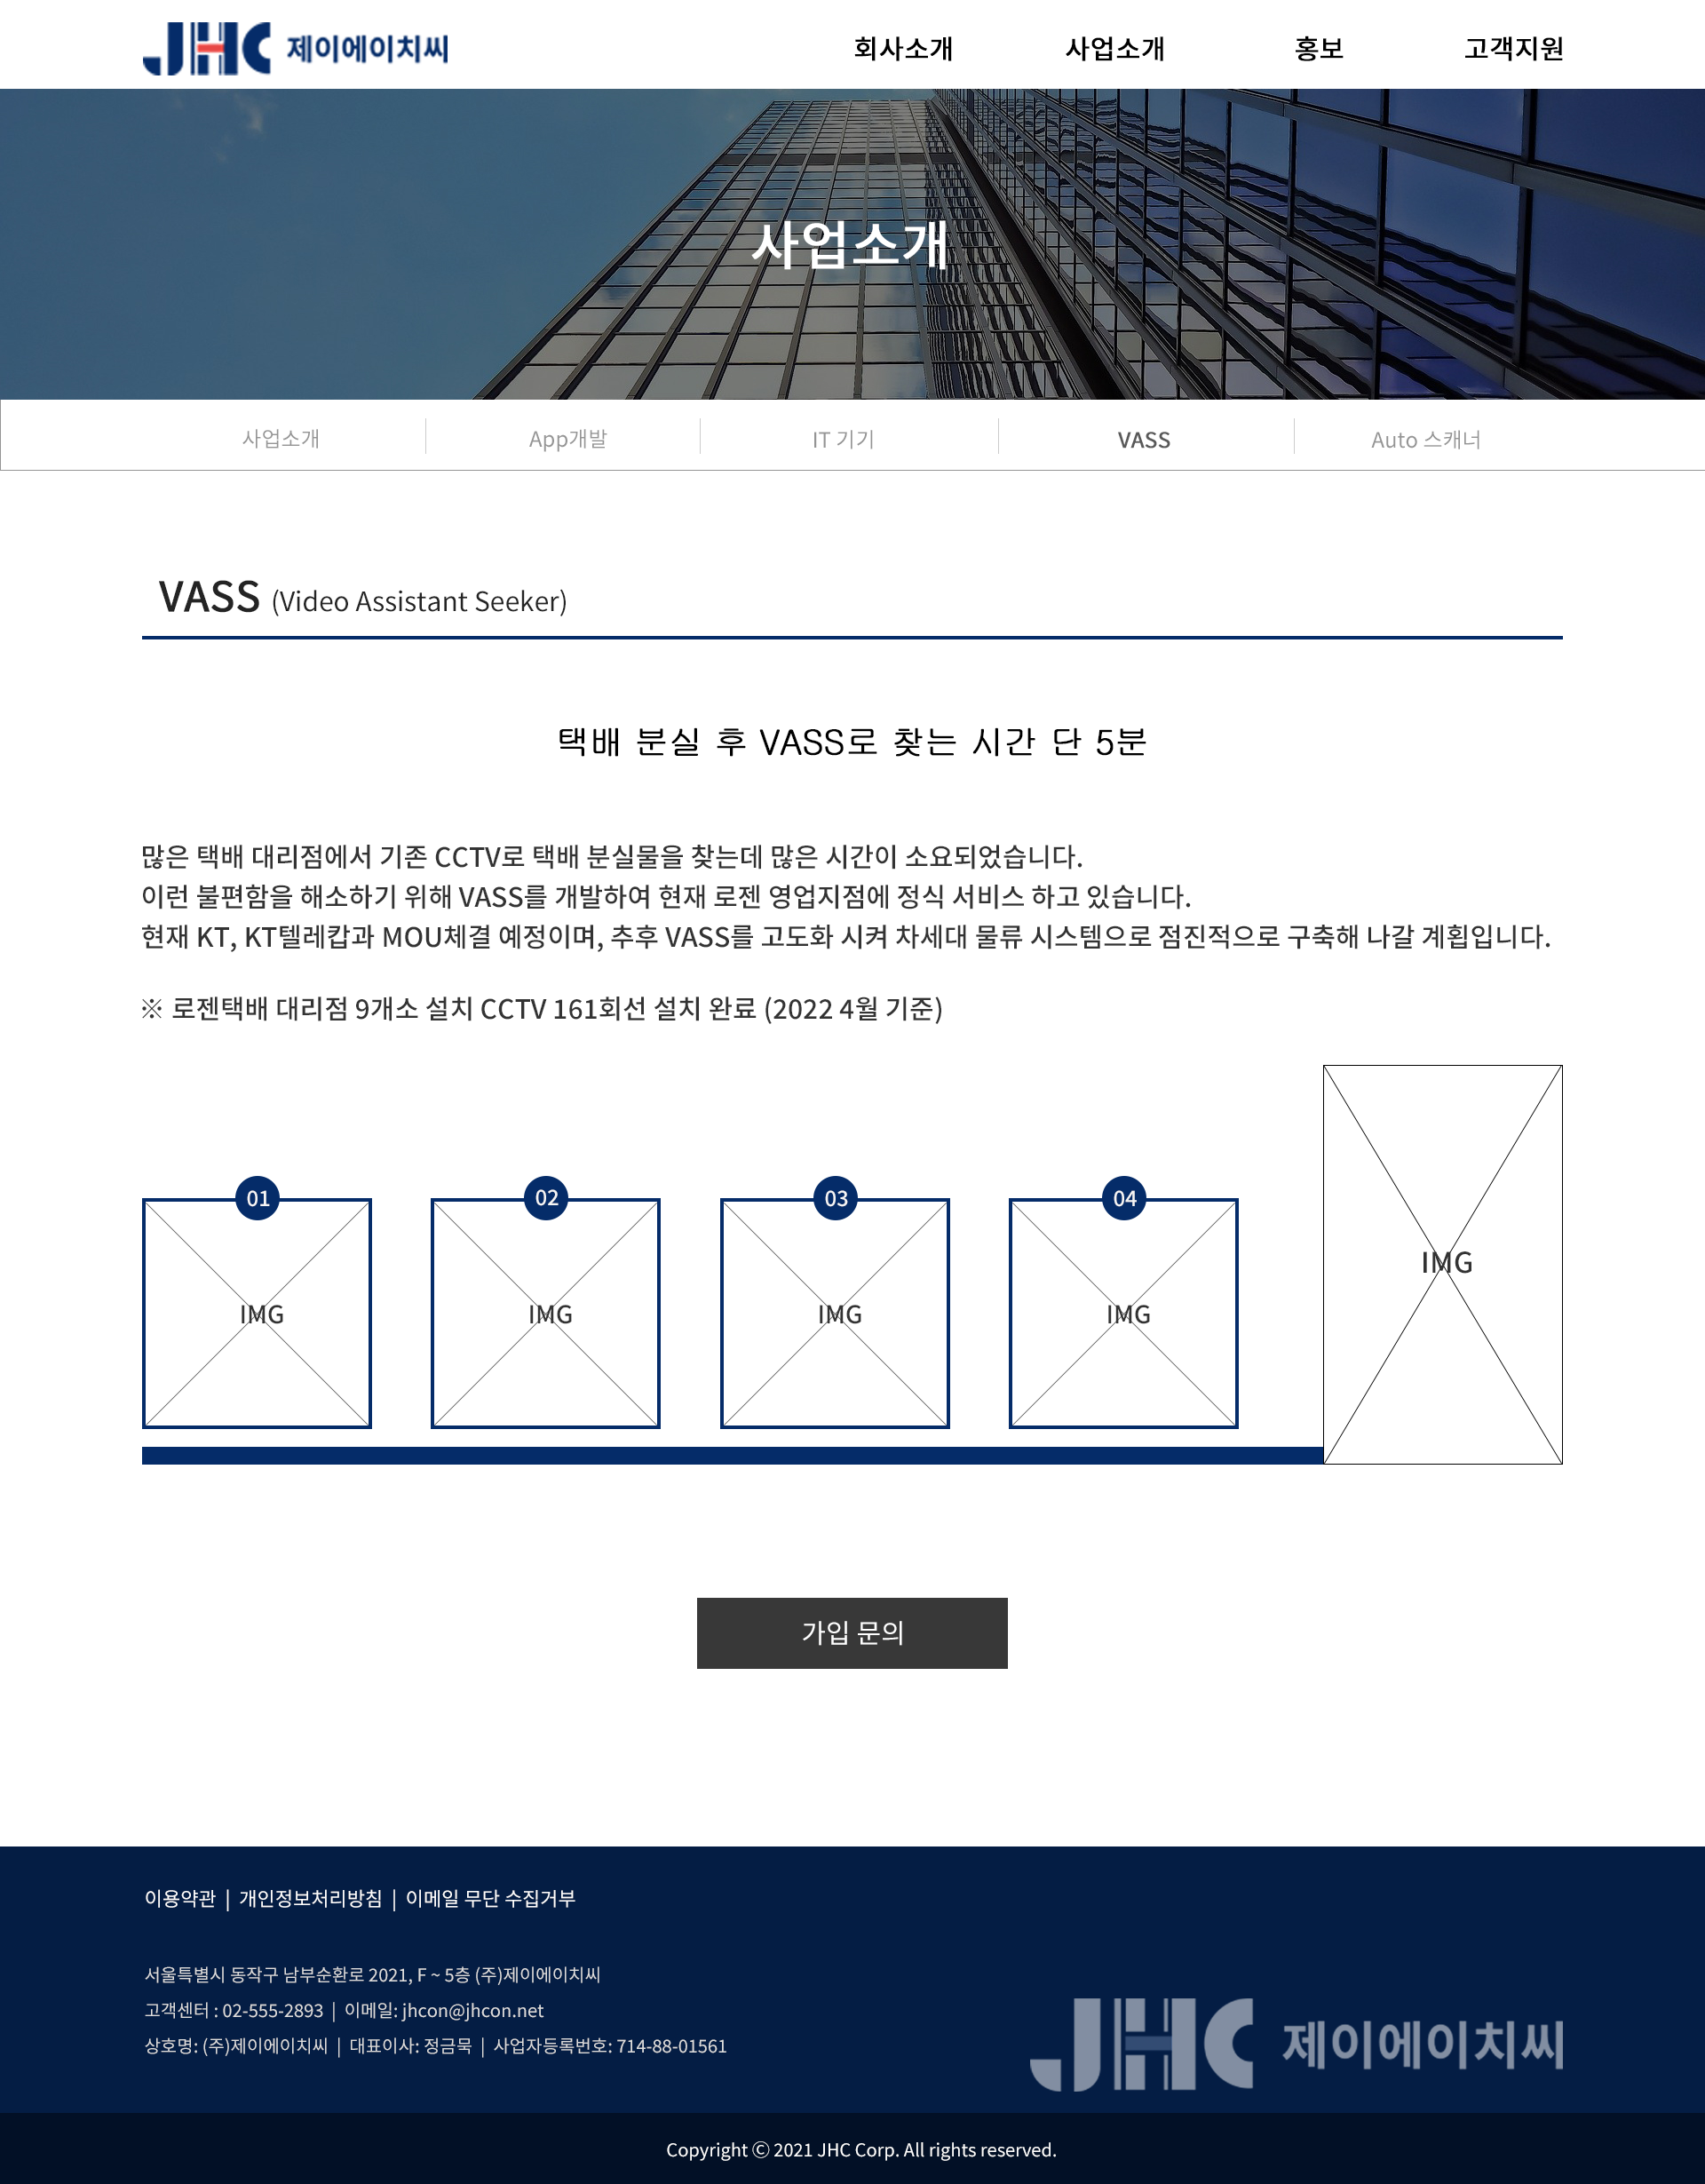 JHC 제이에이치씨
회사소개 사업소개 홍보 고객지원
사업소개
사업소개 App개발 IT 기기 VASS Auto 스캐너
VASS (Video Assistant Seeker)
택배 분실 후 VASS로 찾는 시간 단 5분
많은 택배 대리점에서 기존 CCTV로 택배 분실물을 찾는데 많은 시간이 소요되었습니다.
이런 불편함을 해소하기 위해 VASS를 개발하여 현재 로젠 영업지점에 정식 서비스 하고 있습니다.
현재 KT, KT텔레캅과 MOU체결 예정이며, 추후 VASS를 고도화 시켜 차세대 물류 시스템으로 점진적으로 구축해 나갈 계획입니다.
※ 로젠택배 대리점 9개소 설치 CCTV 161회선 설치 완료 (2022 4월 기준)
01 02 03 04
IMG IMG IMG IMG IMG
가입 문의
이용약관 | 개인정보처리방침 | 이메일 무단 수집거부
서울특별시 동작구 남부순환로 2021, F ~ 5층 (주)제이에이치씨
고객센터 : 02-555-2893 | 이메일: jhcon@jhcon.net
상호명: (주)제이에이치씨 | 대표이사: 정금묵 | 사업자등록번호: 714-88-01561
JHC 제이에이치씨
Copyright ⓒ 2021 JHC Corp. All rights reserved.